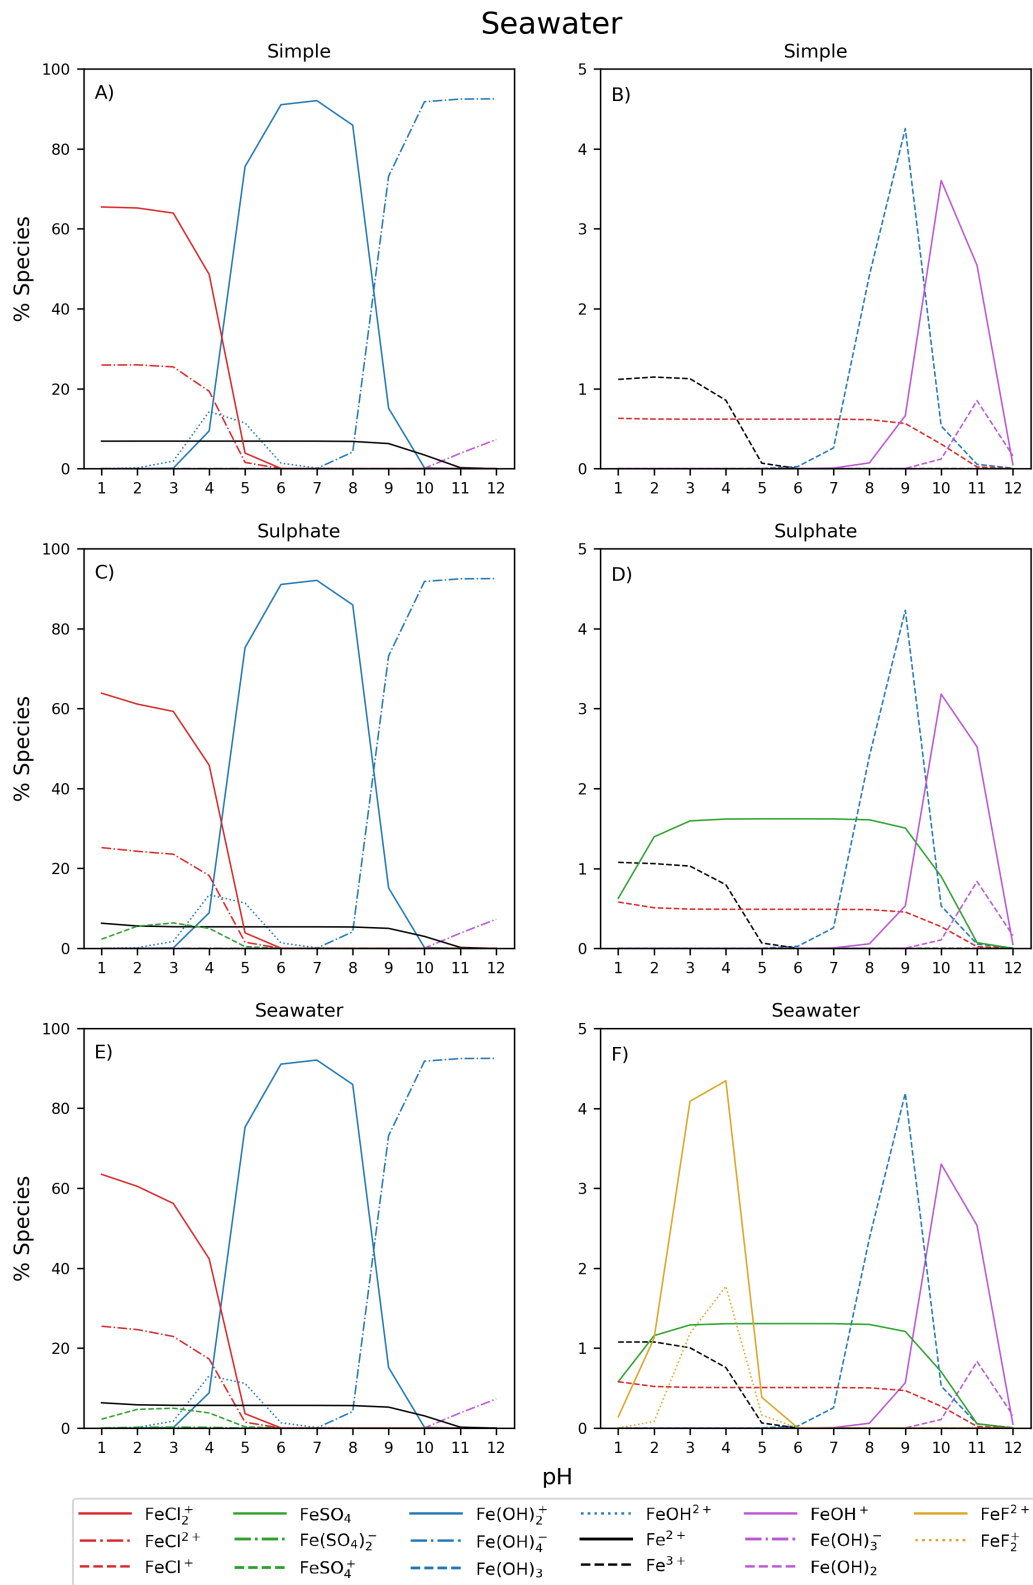 Seawater
Simple
Simple
A)
B)
% Species
100
80
60
40
20
0
5
4
3
2
1
0
1 2 3 4 5 6 7 8 9 10 11 12
1 2 3 4 5 6 7 8 9 10 11 12
Sulphate
Sulphate
C)
D)
% Species
100
80
60
40
20
0
5
4
3
2
1
0
1 2 3 4 5 6 7 8 9 10 11 12
1 2 3 4 5 6 7 8 9 10 11 12
Seawater
Seawater
E)
F)
% Species
100
80
60
40
20
0
5
4
3
2
1
0
1 2 3 4 5 6 7 8 9 10 11 12
1 2 3 4 5 6 7 8 9 10 11 12
pH
FeCl₂⁺ FeSO₄ Fe(OH)₂⁺ FeOH²⁺ FeOH⁺ FeF²⁺
FeCl²⁺ Fe(SO₄)₂⁻ Fe(OH)₄⁻ Fe²⁺ Fe(OH)₃⁻ FeF₂⁺
FeCl⁺ FeSO₄⁺ Fe(OH)₃ Fe³⁺ Fe(OH)₂